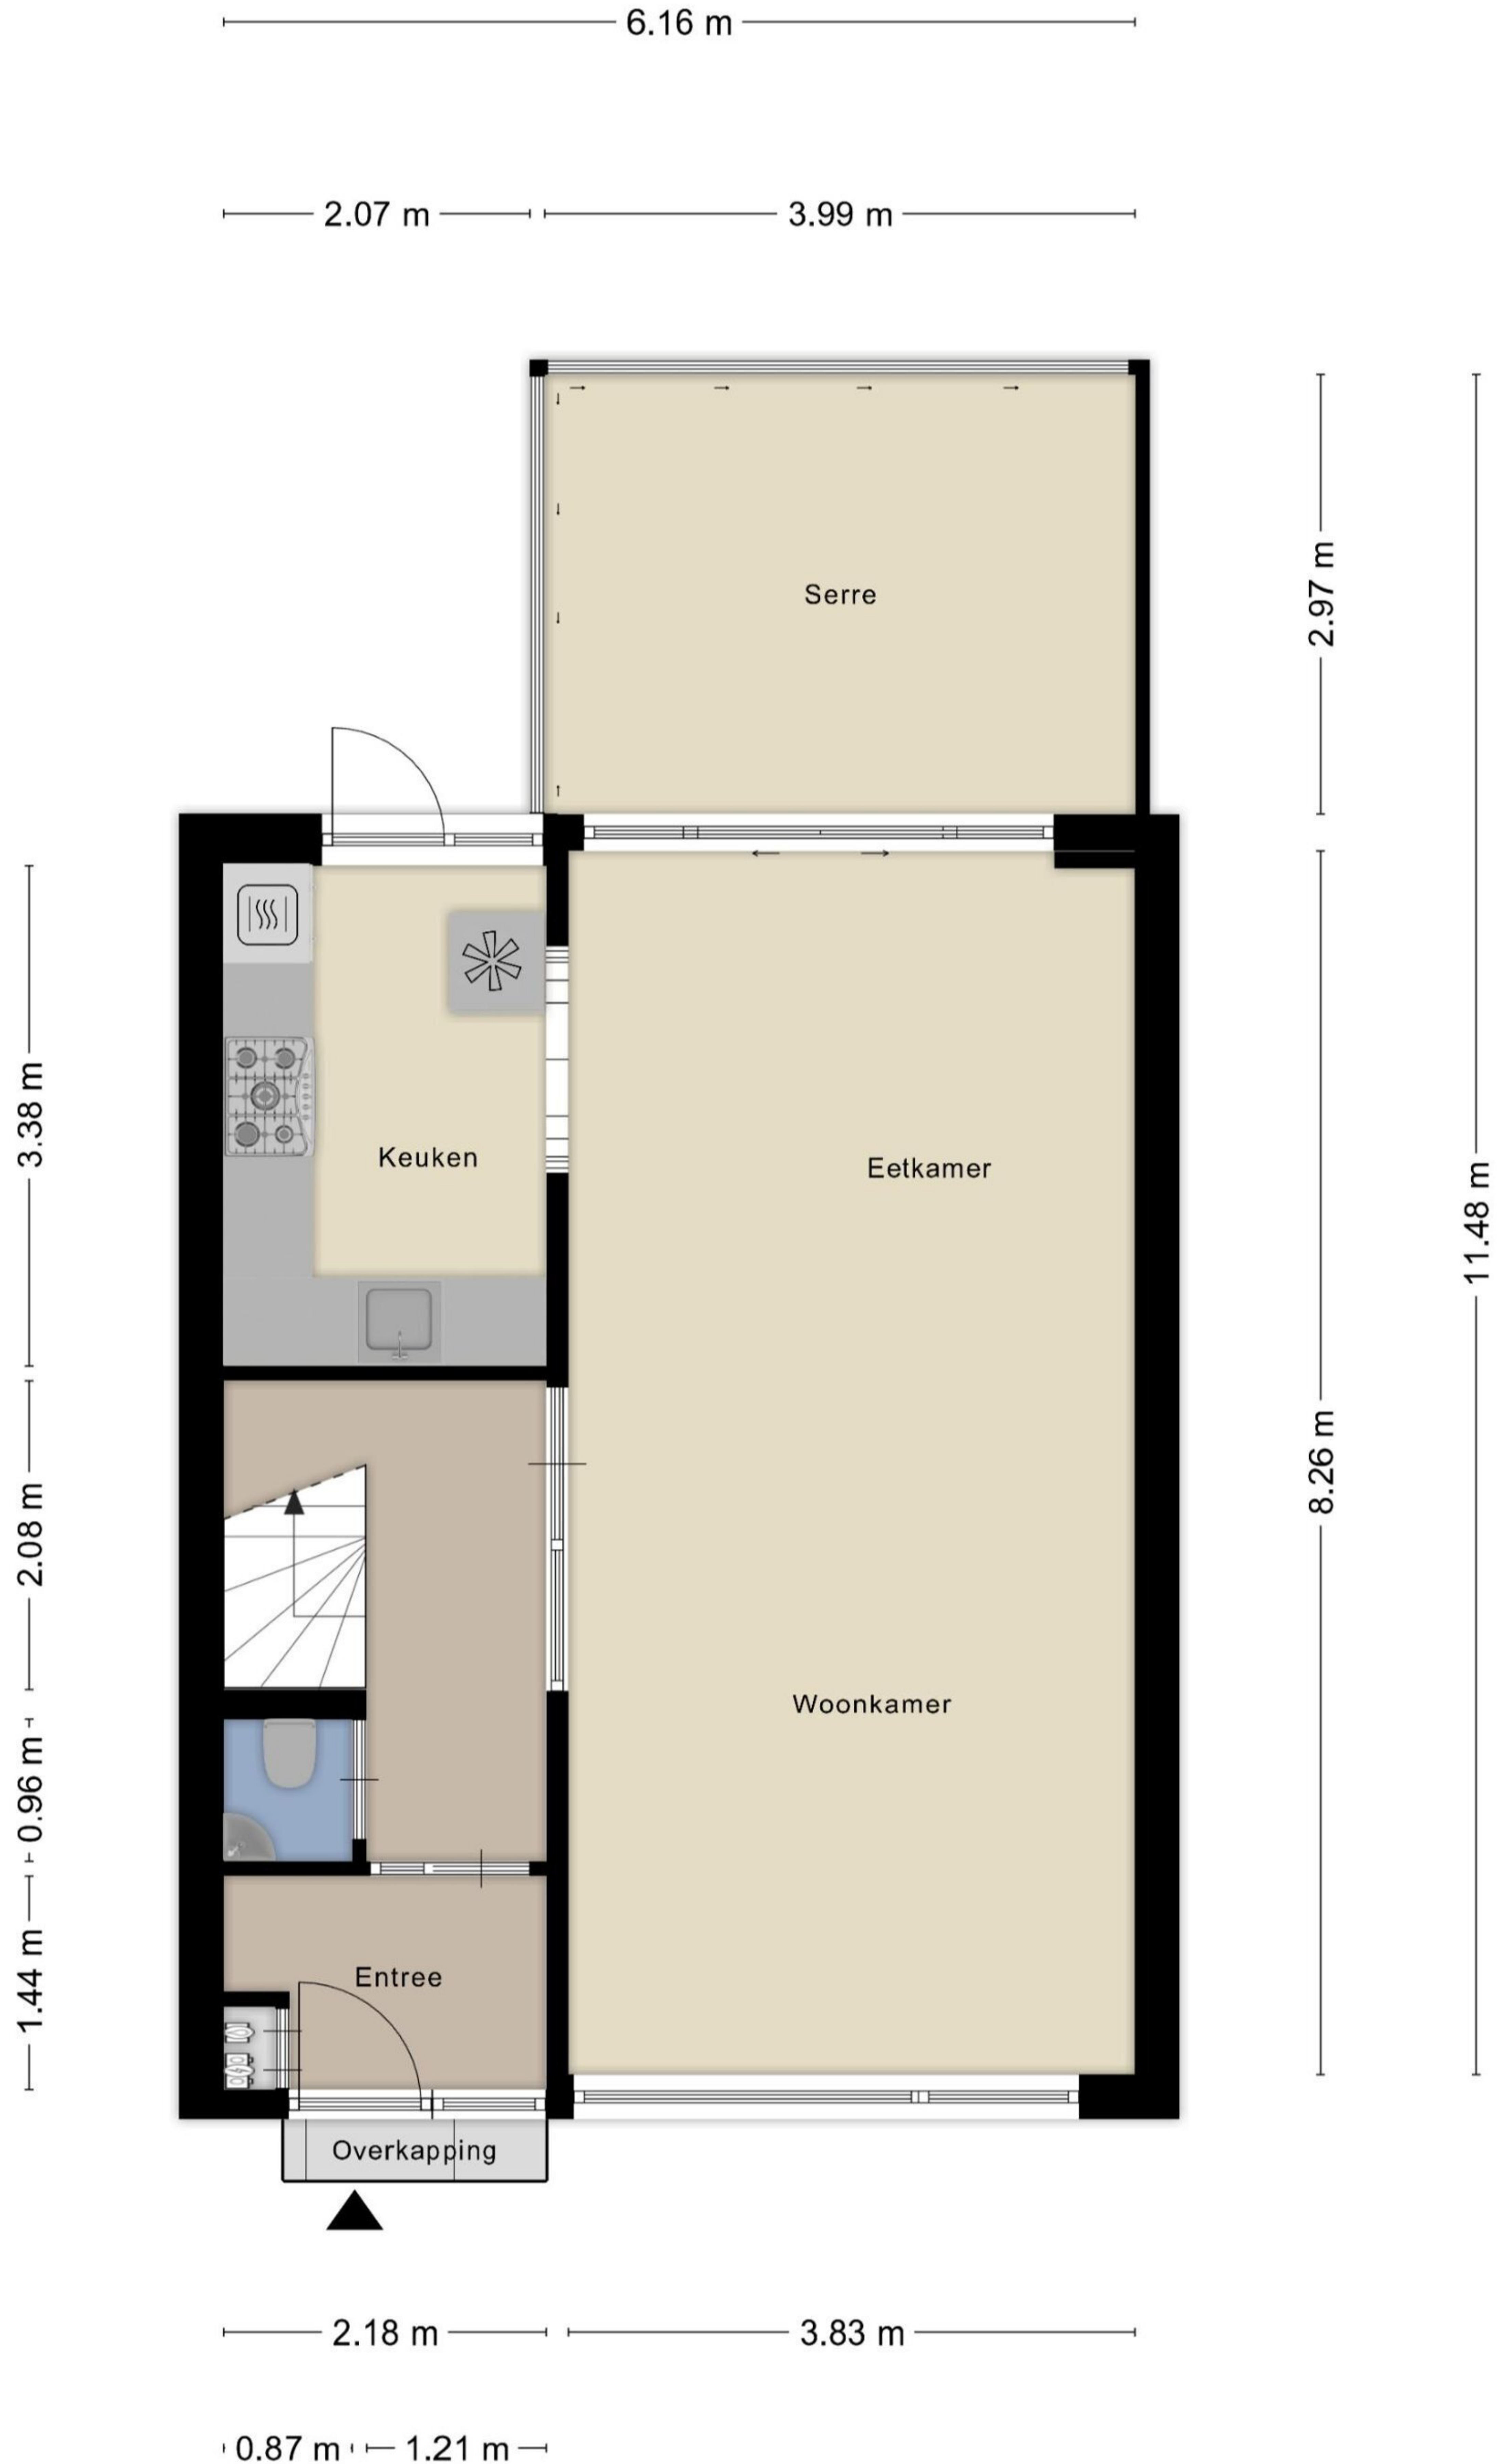 6.16 m
2.07 m
3.99 m
Serre
2.97 m
3.38 m
Keuken
Eetkamer
11.48 m
8.26 m
2.08 m
Woonkamer
0.96 m
1.44 m
Entree
Overkapping
2.18 m
3.83 m
0.87 m
1.21 m